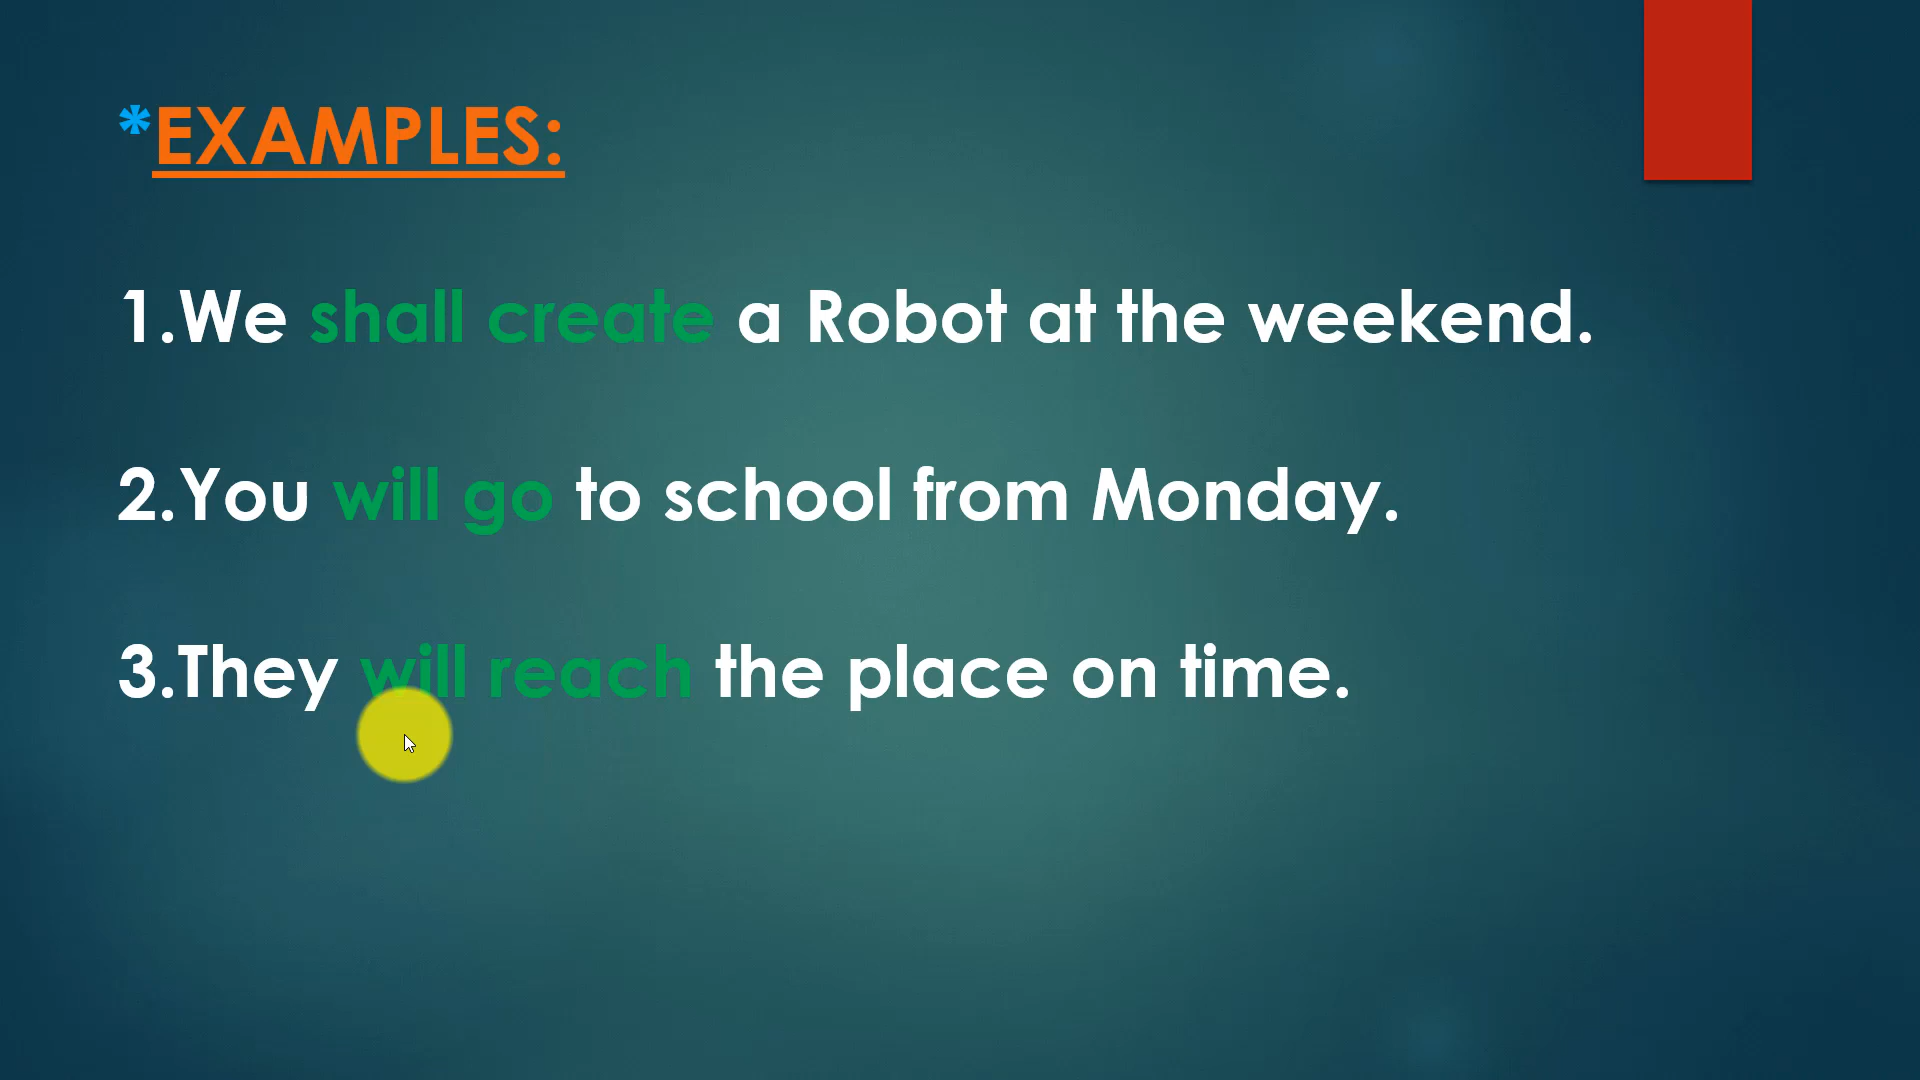 *EXAMPLES:
1.We shall create a Robot at the weekend.
2.You will go to school from Monday.
3.They will reach the place on time.